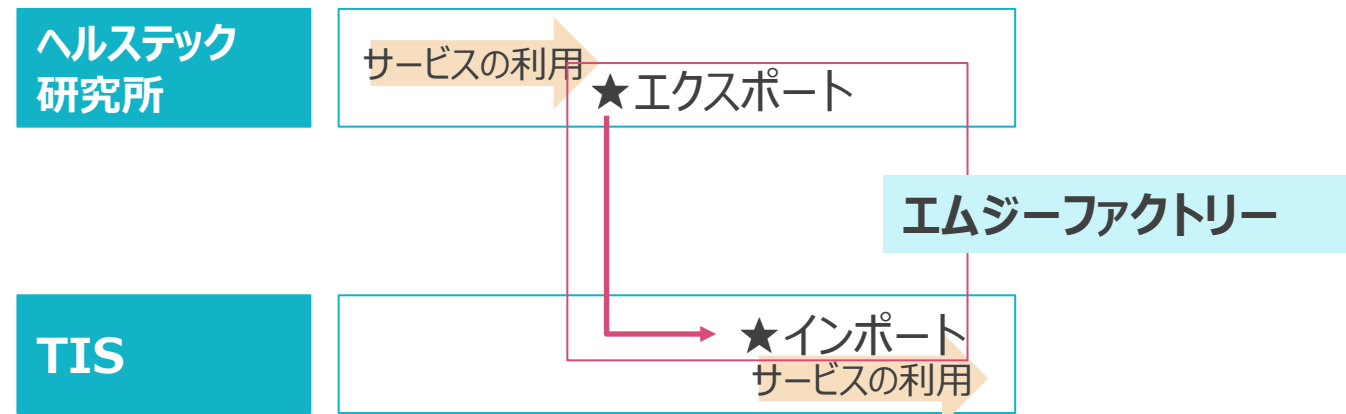 ヘルステック
研究所
サービスの利用
★エクスポート
エムジーファクトリー
TIS
★インポート
サービスの利用